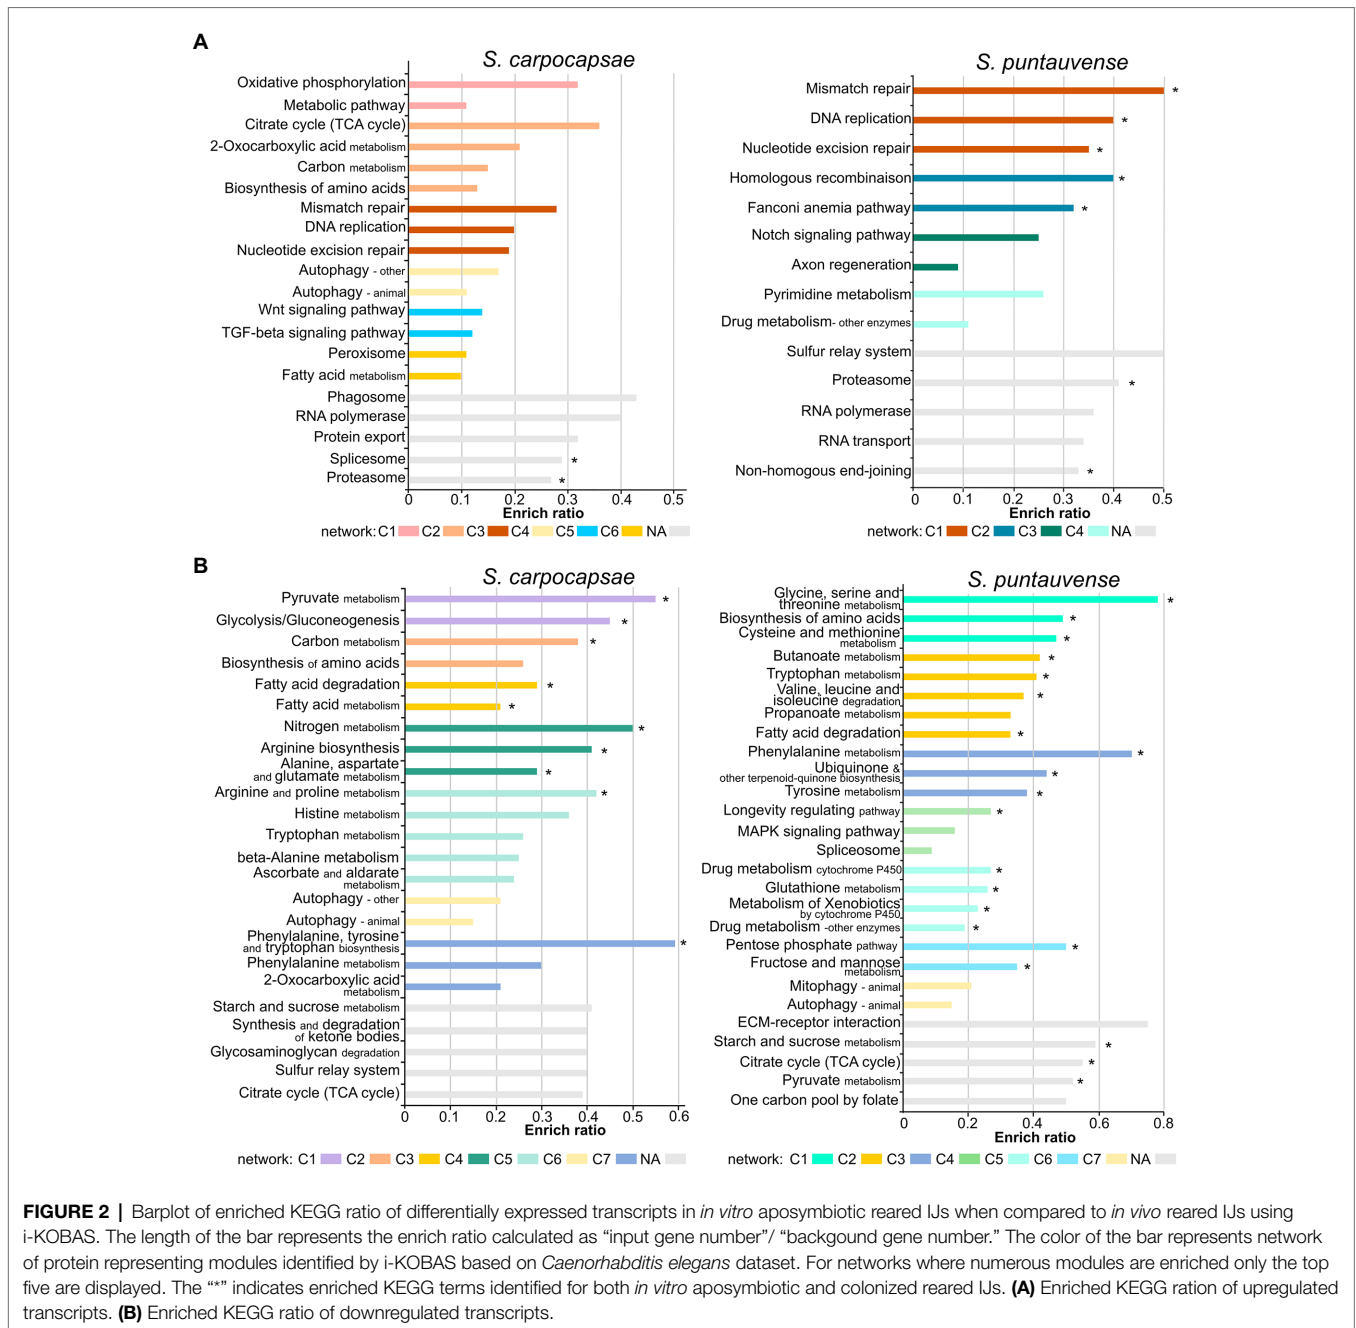 A
S. carpocapsae
Oxidative phosphorylation
Metabolic pathway
Citrate cycle (TCA cycle)
2-Oxocarboxylic acid metabolism
Carbon metabolism
Biosynthesis of amino acids
Mismatch repair
DNA replication
Nucleotide excision repair
Autophagy - other
Autophagy - animal
Wnt signaling pathway
TGF-beta signaling pathway
Peroxisome
Fatty acid metabolism
Phagosome
RNA polymerase
Protein export
Splicesome *
Proteasome *
0 0.1 0.2 0.3 0.4 0.5
Enrich ratio
network: C1 C2 C3 C4 C5 C6 NA
S. puntauvense
Mismatch repair *
DNA replication *
Nucleotide excision repair *
Homologous recombinaison *
Fanconi anemia pathway *
Notch signaling pathway
Axon regeneration
Pyrimidine metabolism
Drug metabolism- other enzymes
Sulfur relay system
Proteasome *
RNA polymerase
RNA transport
Non-homogous end-joining *
0 0.1 0.2 0.3 0.4 0.5
Enrich ratio
network: C1 C2 C3 C4 NA
B
S. carpocapsae
Pyruvate metabolism *
Glycolysis/Gluconeogenesis *
Carbon metabolism *
Biosynthesis of amino acids
Fatty acid degradation *
Fatty acid metabolism *
Nitrogen metabolism *
Arginine biosynthesis *
Alanine, aspartate
and glutamate metabolism *
Arginine and proline metabolism *
Histine metabolism
Tryptophan metabolism
beta-Alanine metabolism
Ascorbate and aldarate
metabolism
Autophagy - other
Autophagy - animal
Phenylalanine, tyrosine
and tryptophan biosynthesis *
Phenylalanine metabolism
2-Oxocarboxylic acid
metabolism
Starch and sucrose metabolism
Synthesis and degradation
of ketone bodies
Glycosaminoglycan degradation
Sulfur relay system
Citrate cycle (TCA cycle)
0 0.1 0.2 0.3 0.4 0.5 0.6
Enrich ratio
network: C1 C2 C3 C4 C5 C6 C7 NA
S. puntauvense
Glycine, serine and
threonine metabolism *
Biosynthesis of amino acids *
Cysteine and methionine
metabolism *
Butanoate metabolism *
Tryptophan metabolism *
Valine, leucine and
isoleucine degradation *
Propanoate metabolism
Fatty acid degradation *
Phenylalanine metabolism *
Ubiquinone &
other terpenoid-quinone biosynthesis *
Tyrosine metabolism *
Longevity regulating pathway *
MAPK signaling pathway
Spliceosome
Drug metabolism cytochrome P450 *
Glutathione metabolism *
Metabolism of Xenobiotics
by cytochrome P450 *
Drug metabolism -other enzymes *
Pentose phosphate pathway *
Fructose and mannose
metabolism *
Mitophagy - animal
Autophagy - animal
ECM-receptor interaction
Starch and sucrose metabolism *
Citrate cycle (TCA cycle) *
Pyruvate metabolism *
One carbon pool by folate
0 0.2 0.4 0.6 0.8
Enrich ratio
network: C1 C2 C3 C4 C5 C6 C7 NA
FIGURE 2 | Barplot of enriched KEGG ratio of differentially expressed transcripts in in vitro aposymbiotic reared IJs when compared to in vivo reared IJs using
i-KOBAS. The length of the bar represents the enrich ratio calculated as “input gene number”/ “backgound gene number.” The color of the bar represents network
of protein representing modules identified by i-KOBAS based on Caenorhabditis elegans dataset. For networks where numerous modules are enriched only the top
five are displayed. The “*” indicates enriched KEGG terms identified for both in vitro aposymbiotic and colonized reared IJs. (A) Enriched KEGG ration of upregulated
transcripts. (B) Enriched KEGG ratio of downregulated transcripts.